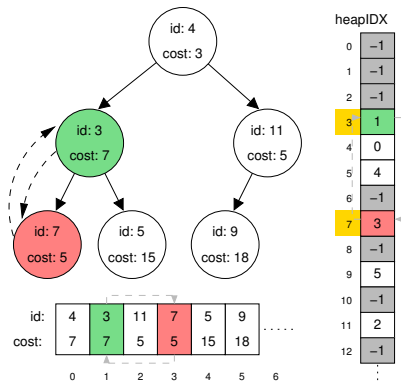 heapIDX
id: 4
cost: 3
id: 3
cost: 7
id: 11
cost: 5
id: 7
cost: 5
id: 5
cost: 15
id: 9
cost: 18
0 −1
1 −1
2 −1
3 1
4 0
5 4
6 −1
7 3
8 −1
9 5
10 −1
11 2
12 −1
id: 4 3 11 7 5 9
cost: 7 7 5 5 15 18
0 1 2 3 4 5 6